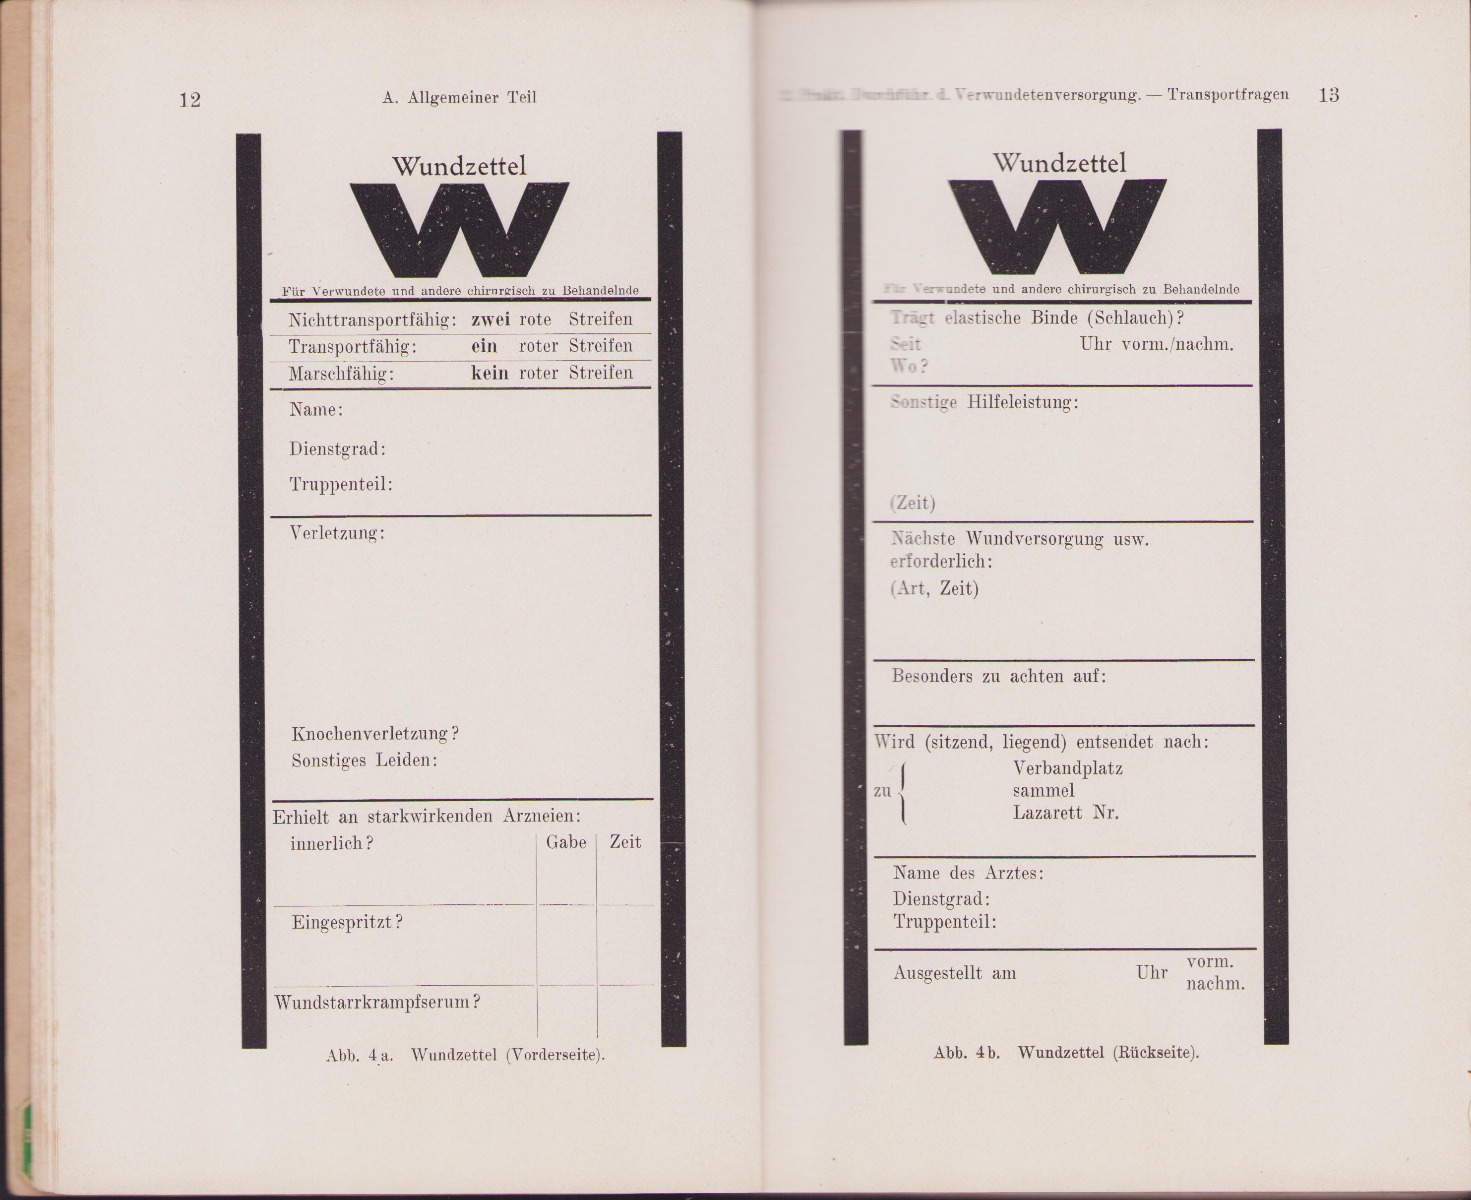 12
A. Allgemeiner Teil
Wundzettel
W
Für Verwundete und andere chirurgisch zu Behandelnde
Nichttransportfähig: zwei rote Streifen
Transportfähig: ein roter Streifen
Marschfähig: kein roter Streifen
Name:
Dienstgrad:
Truppenteil:
Verletzung:
Knochenverletzung?
Sonstiges Leiden:
Erhielt an starkwirkenden Arzneien:
innerlich? Gabe Zeit
Eingespritzt?
Wundstarrkrampfserum?
Abb. 4a. Wundzettel (Vorderseite).
d. Verwundetenversorgung. — Transportfragen 13
Wundzettel
W
Für Verwundete und andere chirurgisch zu Behandelnde
Trägt elastische Binde (Schlauch)?
Seit Uhr vorm./nachm.
Wo?
Sonstige Hilfeleistung:
(Zeit)
Nächste Wundversorgung usw.
erforderlich:
(Art, Zeit)
Besonders zu achten auf:
Wird (sitzend, liegend) entsendet nach:
Verbandplatz
zu { sammel
Lazarett Nr.
Name des Arztes:
Dienstgrad:
Truppenteil:
Ausgestellt am Uhr vorm.
nachm.
Abb. 4b. Wundzettel (Rückseite).